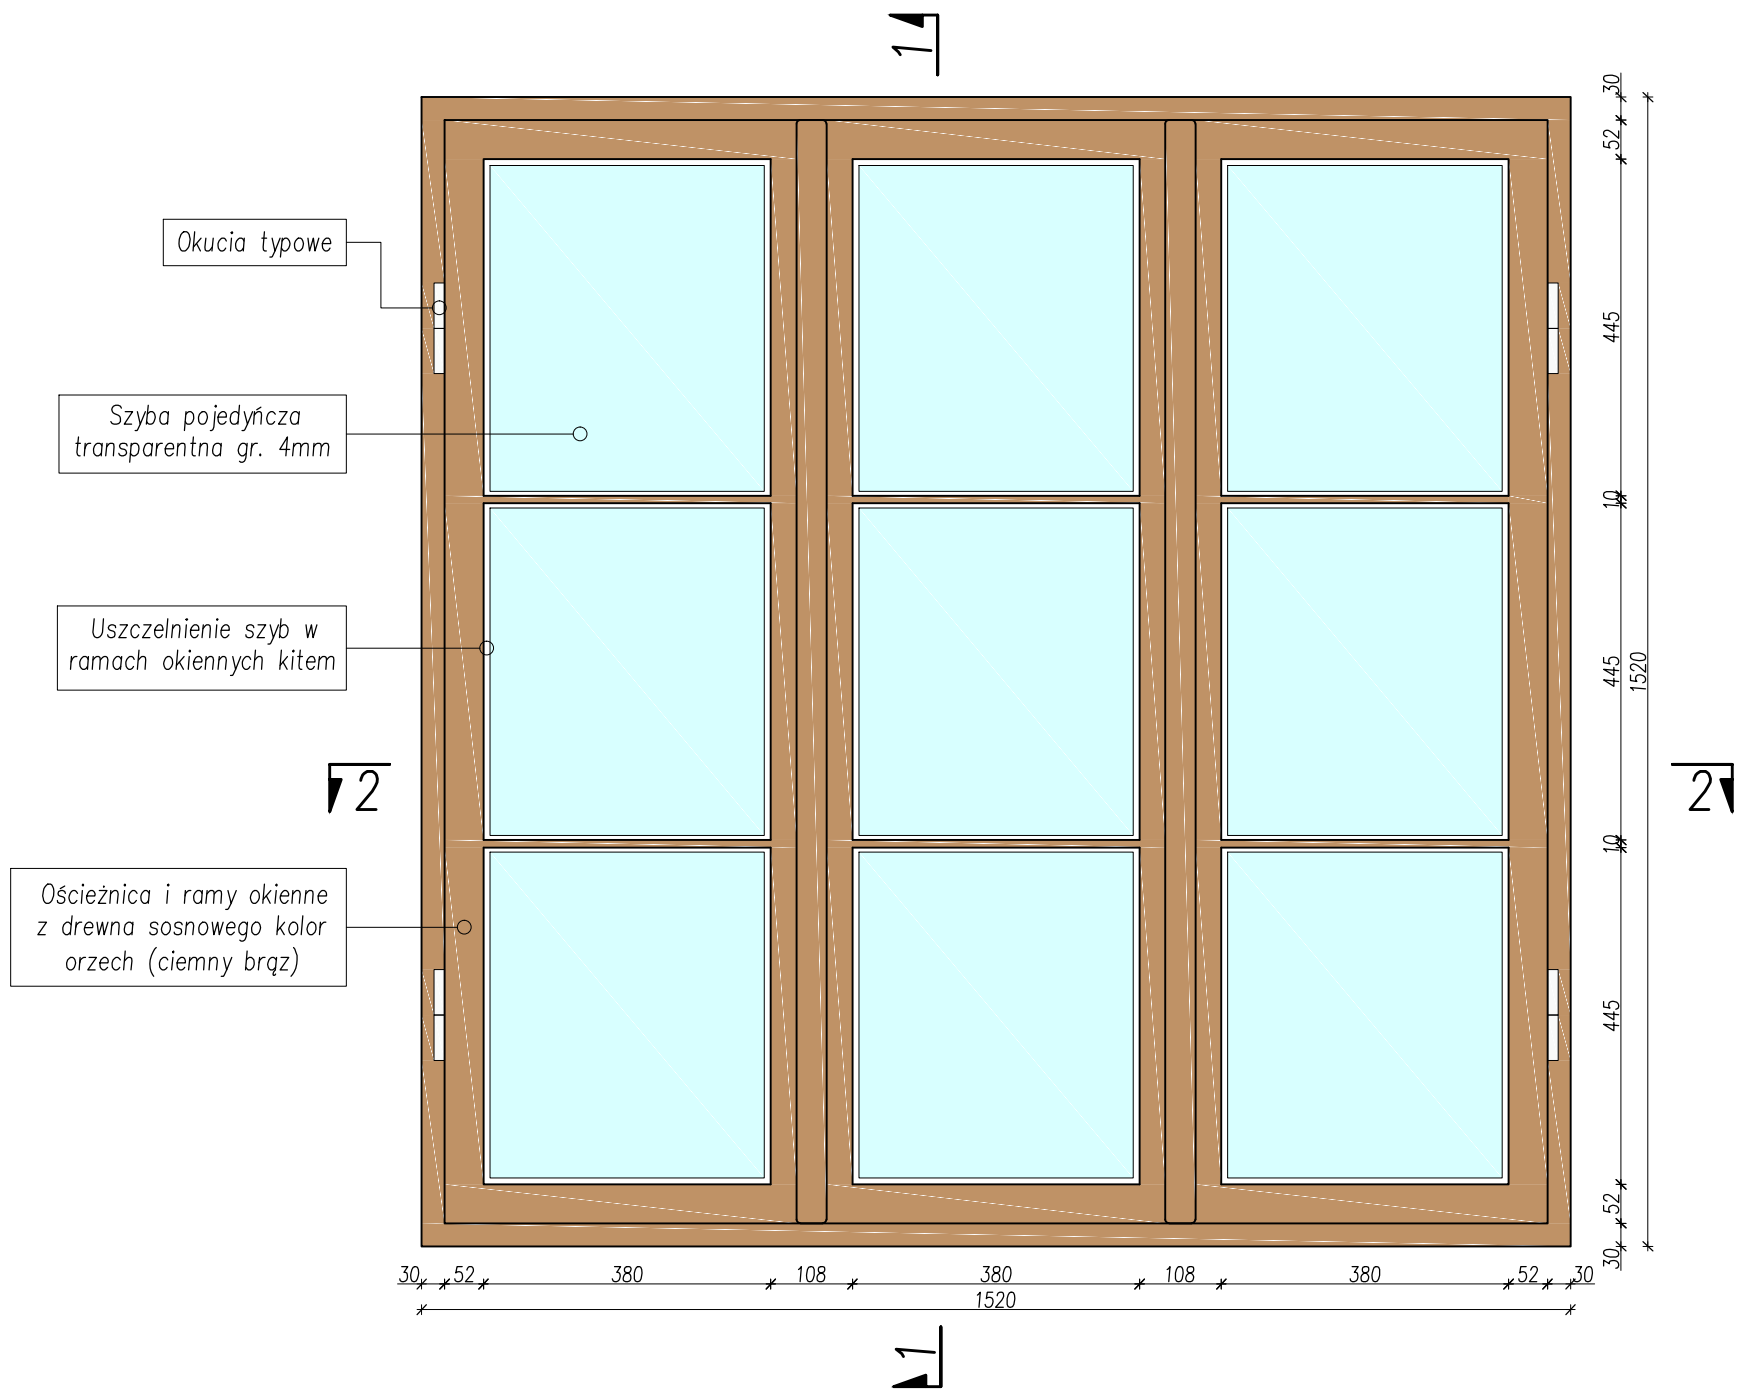 1
30
52
Okucia typowe
445
Szyba pojedyńcza
transparentna gr. 4mm
10
Uszczelnienie szyb w
ramach okiennych kitem
445
1520
2
2
10
Ościeżnica i ramy okienne
z drewna sosnowego kolor
orzech (ciemny brąz)
445
52
30
30 52 380 108 380 108 380 52 30
1520
1